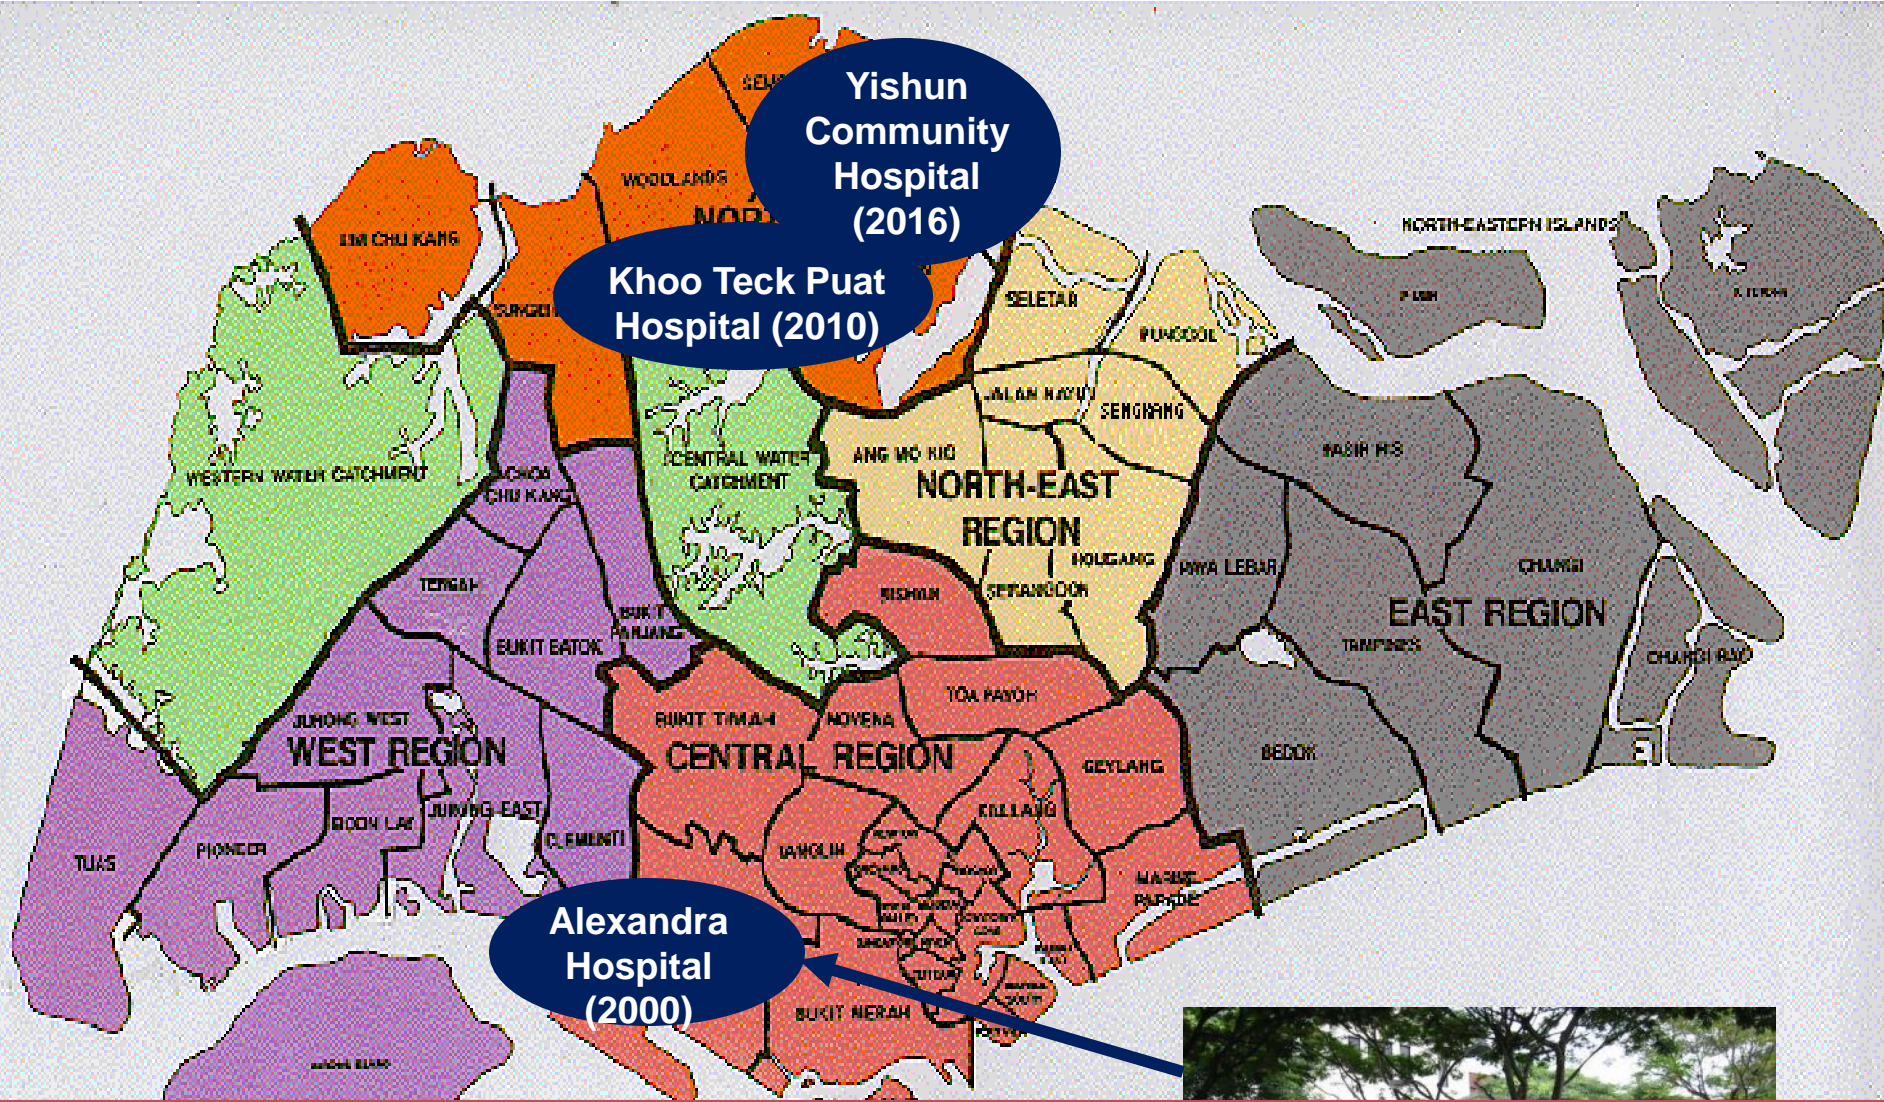 Yishun
Community
Hospital
(2016)
WOODLANDS
LIM CHU KANG
NORTH-EASTERN ISLANDS
Khoo Teck Puat
Hospital (2010)
SELETAR
PUNGGOL
JALAN KAYU
SENGKANG
ANG MO KIO
PASIR RIS
WESTERN WATER CATCHMENT
CENTRAL WATER
CATCHMENT
CHOA
CHU KANG
NORTH-EAST
REGION
HOUGANG
PAYA LEBAR
CHANGI
TENGAH
BISHAN
SERANGOON
EAST REGION
BUKIT
PANJANG
BUKIT BATOK
TAMPINES
CHANGI BAY
TOA PAYOH
JURONG WEST
BUKIT TIMAH
NOVENA
WEST REGION
CENTRAL REGION
BEDOK
GEYLANG
JURONG EAST
KALLANG
BOON LAY
CLEMENTI
PIONEER
TANGLIN
TUAS
MARINE
PARADE
Alexandra
Hospital
(2000)
BUKIT MERAH